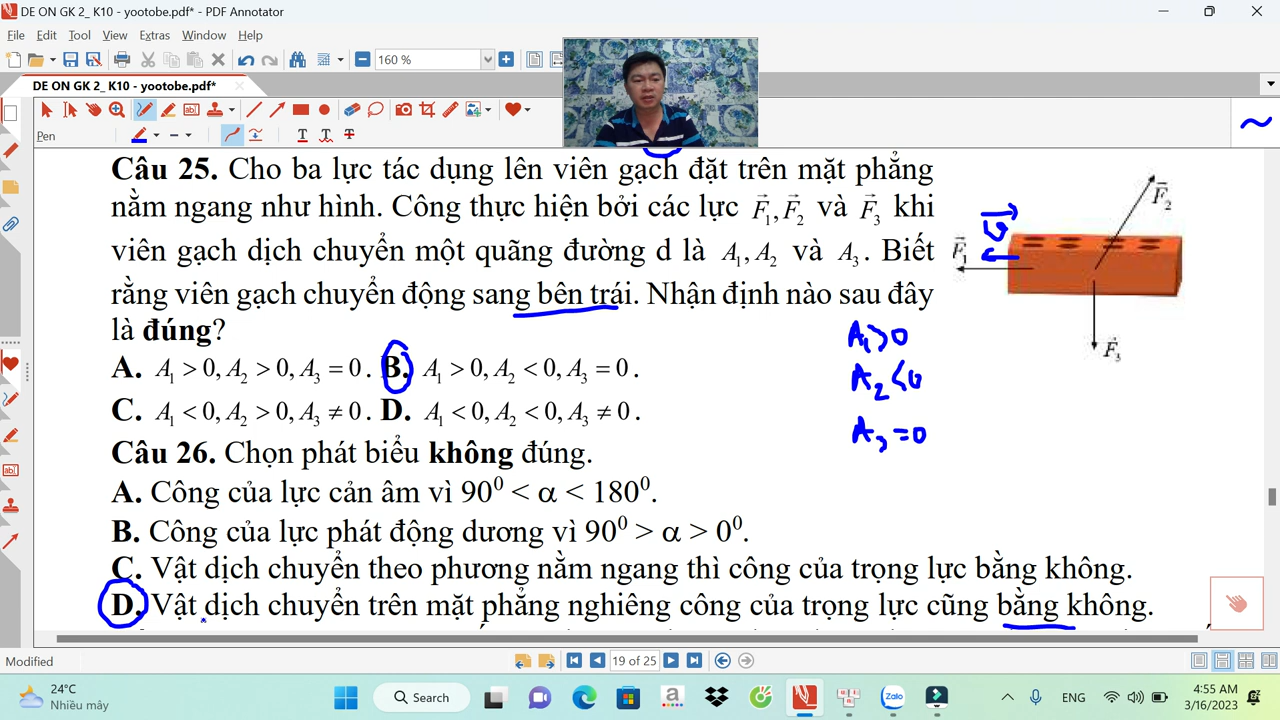 DE ON GK 2_ K10 - yootobe.pdf* - PDF Annotator
File Edit Tool View Extras Window Help
160 %
DE ON GK 2_ K10 - yootobe.pdf*
Pen
Câu 25. Cho ba lực tác dụng lên viên gạch đặt trên mặt phẳng
nằm ngang như hình. Công thực hiện bởi các lực F⃗₁, F⃗₂ và F⃗₃ khi
viên gạch dịch chuyển một quãng đường d là A₁, A₂ và A₃. Biết
rằng viên gạch chuyển động sang bên trái. Nhận định nào sau đây
là đúng?
A. A₁ > 0, A₂ > 0, A₃ = 0. B. A₁ > 0, A₂ < 0, A₃ = 0.
C. A₁ < 0, A₂ > 0, A₃ ≠ 0. D. A₁ < 0, A₂ < 0, A₃ ≠ 0.
F⃗₂
F⃗₁
F⃗₃
A₁ > 0
A₂ < 0
A₃ = 0
Câu 26. Chọn phát biểu không đúng.
A. Công của lực cản âm vì 90⁰ < α < 180⁰.
B. Công của lực phát động dương vì 90⁰ > α > 0⁰.
C. Vật dịch chuyển theo phương nằm ngang thì công của trọng lực bằng không.
D. Vật dịch chuyển trên mặt phẳng nghiêng công của trọng lực cũng bằng không.
Modified
19 of 25
24°C
Nhiều mây
Search
Zalo
ENG
4:55 AM
3/16/2023